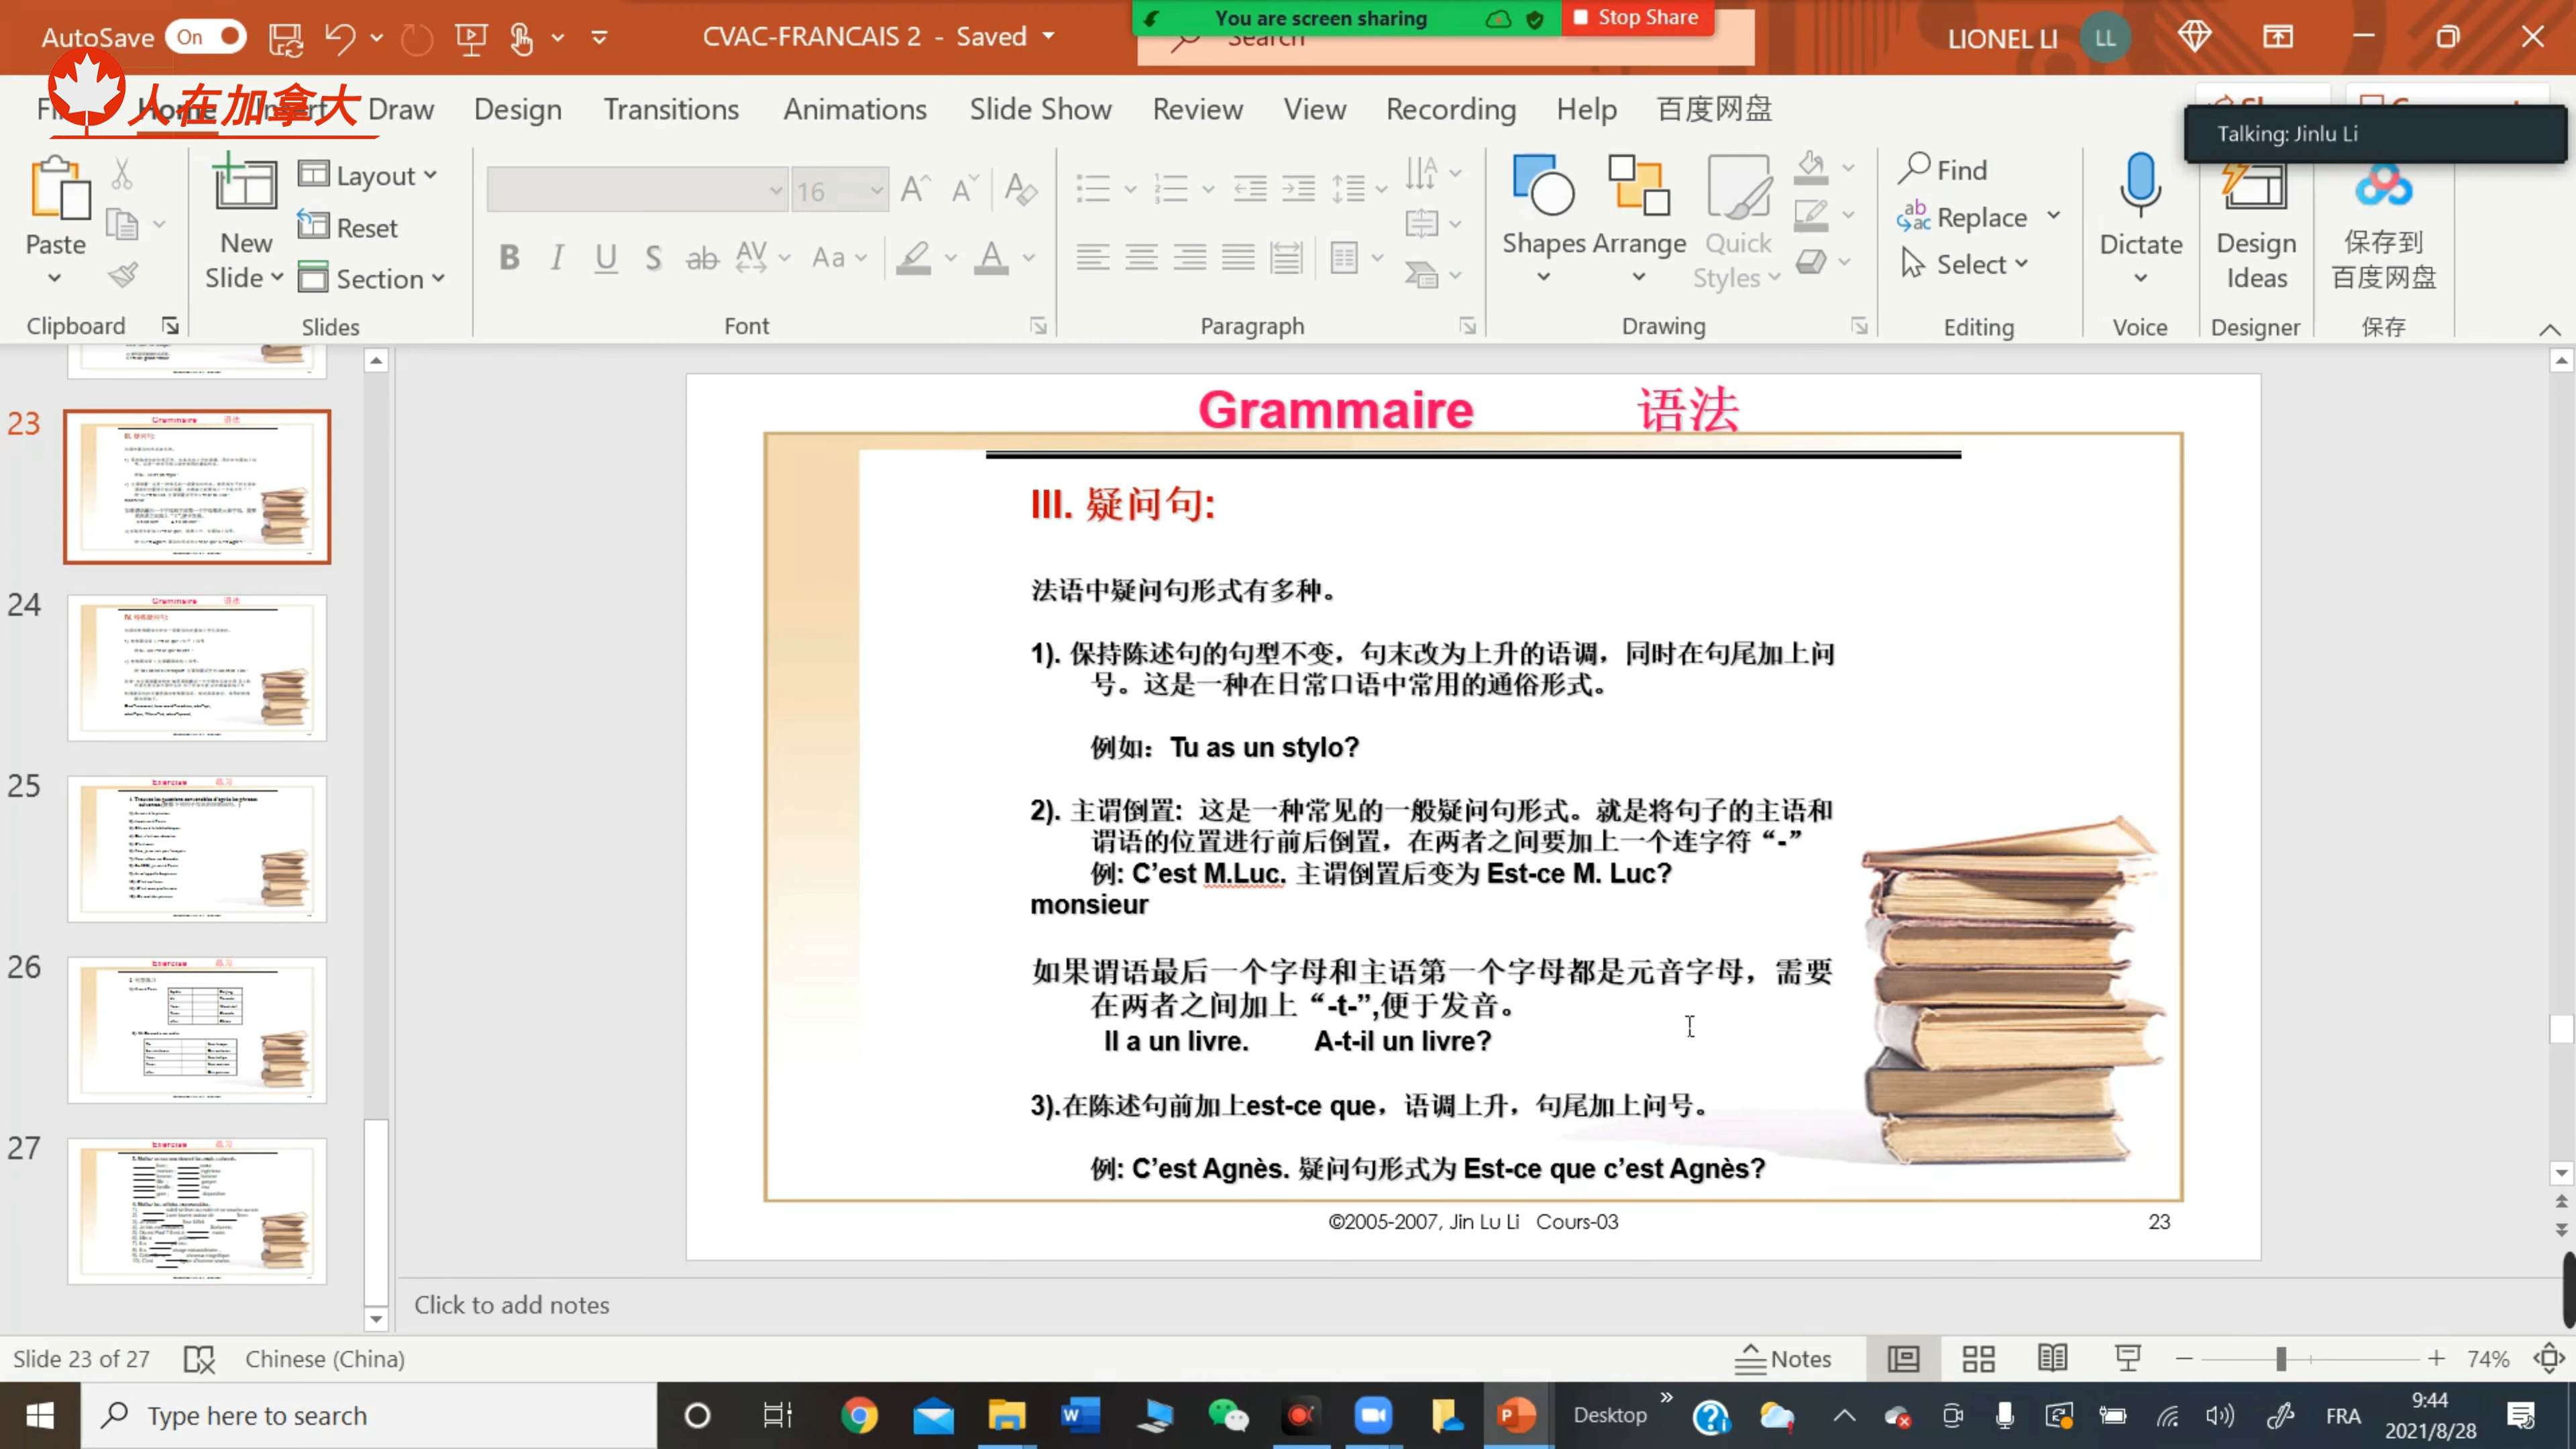 AutoSave On
CVAC-FRANCAIS 2 - Saved
You are screen sharing
Stop Share
Search
LIONEL LI LL
人在加拿大
Home Insert Draw Design Transitions Animations Slide Show Review View Recording Help 百度网盘
Talking: Jinlu Li
Paste
New
Slide
Layout
Reset
Section
16
Shapes Arrange Quick
Styles
Find
Replace
Select
Dictate
Design
Ideas
保存到
百度网盘
Clipboard Slides Font Paragraph Drawing Editing Voice Designer 保存
23
24
25
26
27
Grammaire 语法
III. 疑问句:
法语中疑问句形式有多种。
1). 保持陈述句的句型不变，句末改为上升的语调，同时在句尾加上问
号。这是一种在日常口语中常用的通俗形式。
例如：Tu as un stylo?
2). 主谓倒置: 这是一种常见的一般疑问句形式。就是将句子的主语和
谓语的位置进行前后倒置，在两者之间要加上一个连字符“-”
例: C’est M.Luc. 主谓倒置后变为 Est-ce M. Luc?
monsieur
如果谓语最后一个字母和主语第一个字母都是元音字母，需要
在两者之间加上“-t-”,便于发音。
Il a un livre. A-t-il un livre?
3).在陈述句前加上est-ce que，语调上升，句尾加上问号。
例: C’est Agnès. 疑问句形式为 Est-ce que c’est Agnès?
©2005-2007, Jin Lu Li Cours-03
23
Click to add notes
Slide 23 of 27 Chinese (China)
Notes
74%
Type here to search
Desktop
FRA
9:44
2021/8/28